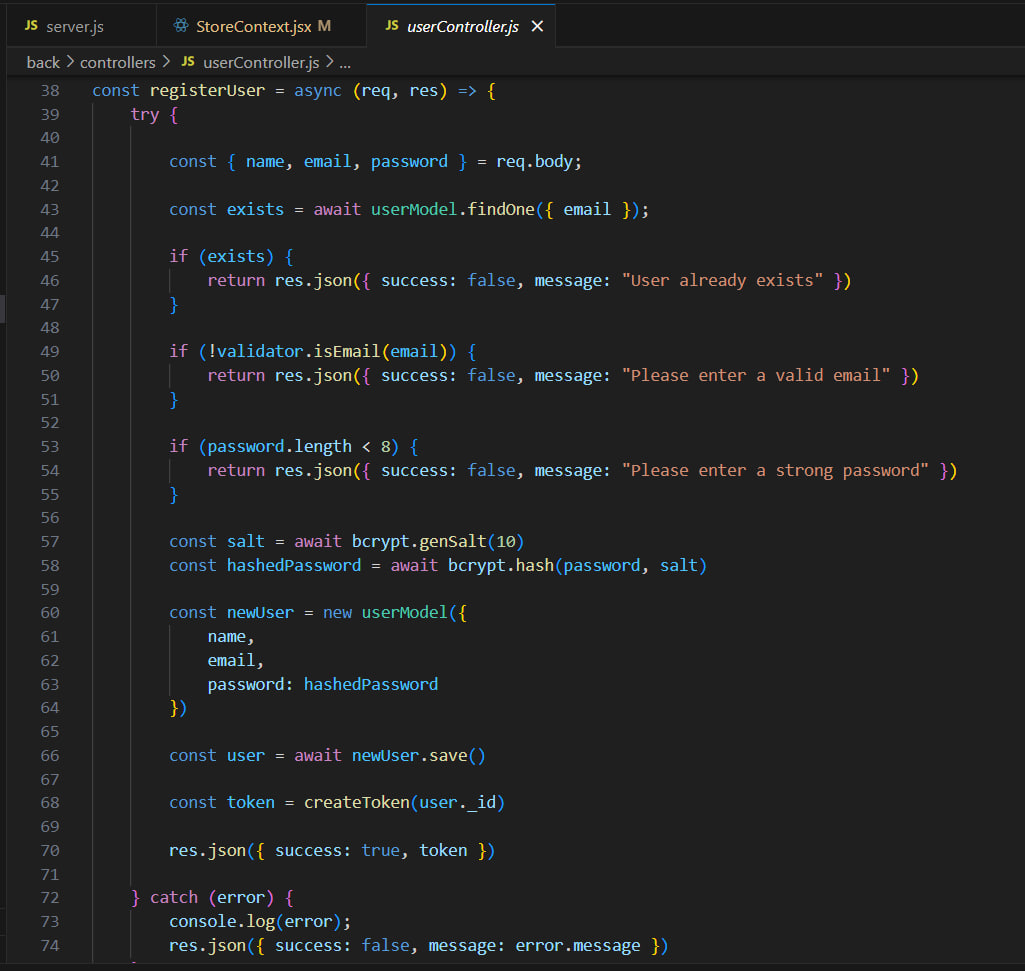 JS server.js StoreContext.jsx M JS userController.js ✕
back > controllers > JS userController.js > ...
38 const registerUser = async (req, res) => {
39     try {
40
41         const { name, email, password } = req.body;
42
43         const exists = await userModel.findOne({ email });
44
45         if (exists) {
46             return res.json({ success: false, message: "User already exists" })
47         }
48
49         if (!validator.isEmail(email)) {
50             return res.json({ success: false, message: "Please enter a valid email" })
51         }
52
53         if (password.length < 8) {
54             return res.json({ success: false, message: "Please enter a strong password" })
55         }
56
57         const salt = await bcrypt.genSalt(10)
58         const hashedPassword = await bcrypt.hash(password, salt)
59
60         const newUser = new userModel({
61             name,
62             email,
63             password: hashedPassword
64         })
65
66         const user = await newUser.save()
67
68         const token = createToken(user._id)
69
70         res.json({ success: true, token })
71
72     } catch (error) {
73         console.log(error);
74         res.json({ success: false, message: error.message })